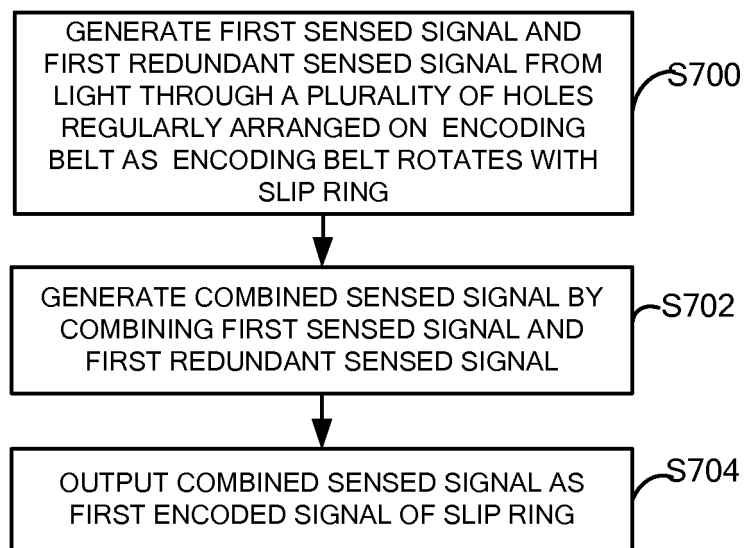 GENERATE FIRST SENSED SIGNAL AND
FIRST REDUNDANT SENSED SIGNAL FROM
LIGHT THROUGH A PLURALITY OF HOLES
REGULARLY ARRANGED ON ENCODING
BELT AS ENCODING BELT ROTATES WITH
SLIP RING
S700
GENERATE COMBINED SENSED SIGNAL BY
COMBINING FIRST SENSED SIGNAL AND
FIRST REDUNDANT SENSED SIGNAL
S702
OUTPUT COMBINED SENSED SIGNAL AS
FIRST ENCODED SIGNAL OF SLIP RING
S704